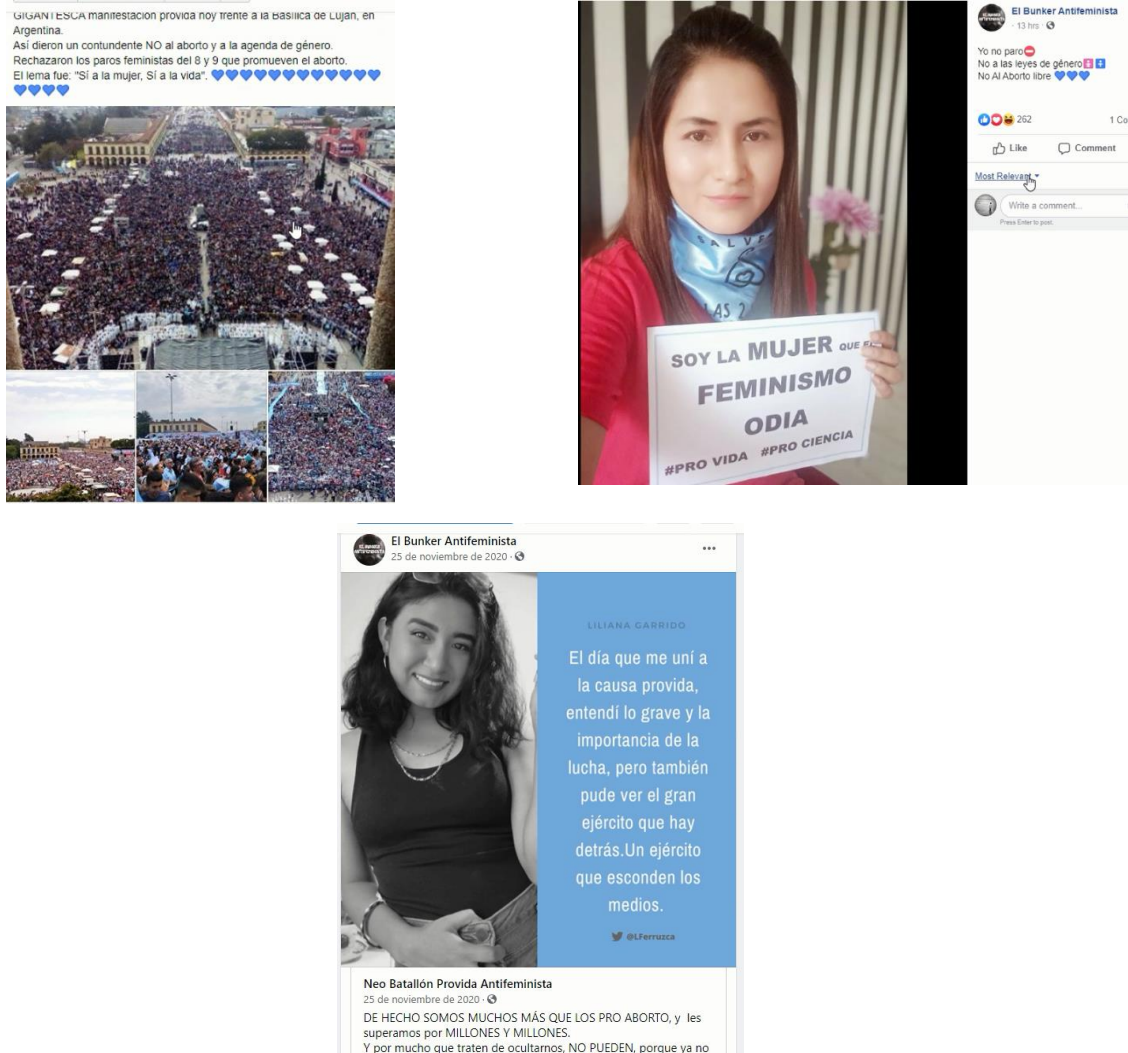 GIGANTESCA manifestación provida hoy frente a la Basílica de Luján, en
Argentina.
Así dieron un contundente NO al aborto y a la agenda de género.
Rechazaron los paros feministas del 8 y 9 que promueven el aborto.
El lema fue: "Sí a la mujer, Sí a la vida". 💙💙💙💙💙💙💙💙💙💙💙💙
💙💙💙💙
El Bunker Antifeminista
· 13 hrs ·
Yo no paro⛔
No a las leyes de género🚺🚹
No Al Aborto libre 💙💙💙
262
1 Co
Like Comment
Most Relevant
Write a comment...
Press Enter to post.
SALVE
LAS 2
SOY LA MUJER QUE EL
FEMINISMO
ODIA
#PRO VIDA #PRO CIENCIA
El Bunker Antifeminista
25 de noviembre de 2020 ·
LILIANA GARRIDO
El día que me uní a
la causa provida,
entendí lo grave y la
importancia de la
lucha, pero también
pude ver el gran
ejército que hay
detrás.Un ejército
que esconden los
medios.
@LFerruzca
Neo Batallón Provida Antifeminista
25 de noviembre de 2020 ·
DE HECHO SOMOS MUCHOS MÁS QUE LOS PRO ABORTO, y les
superamos por MILLONES Y MILLONES.
Y por mucho que traten de ocultarnos, NO PUEDEN, porque ya no